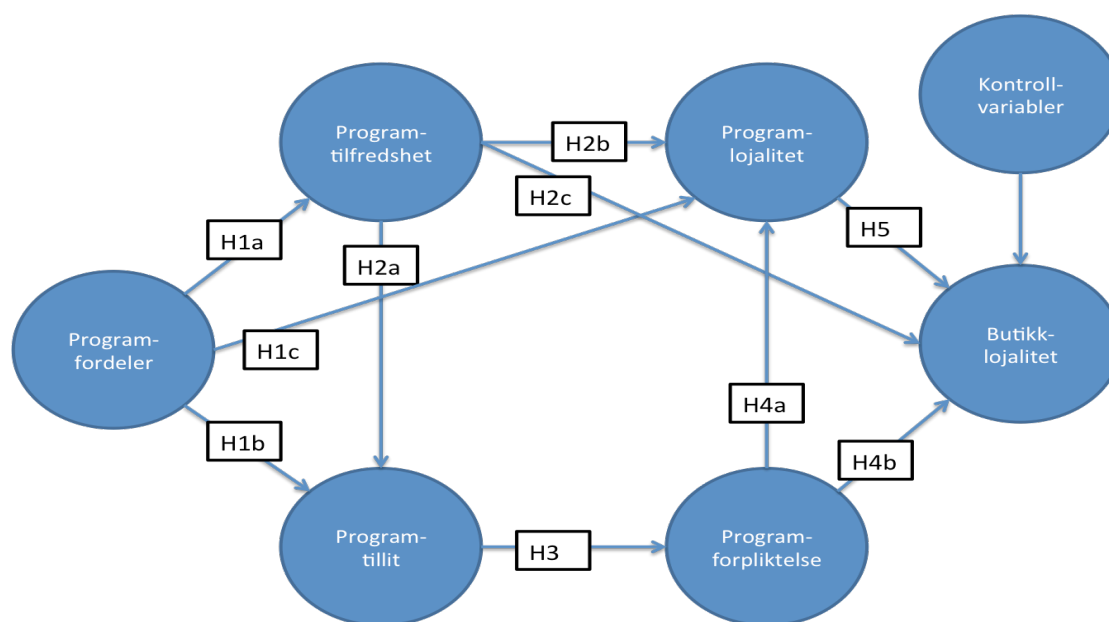 Kontroll-
variabler
Program-
tilfredshet
H2b
Program-
lojalitet
H2c
H5
H1a
H2a
Program-
fordeler
H1c
Butikk-
lojalitet
H4a
H1b
H4b
Program-
tillit
H3
Program-
forpliktelse